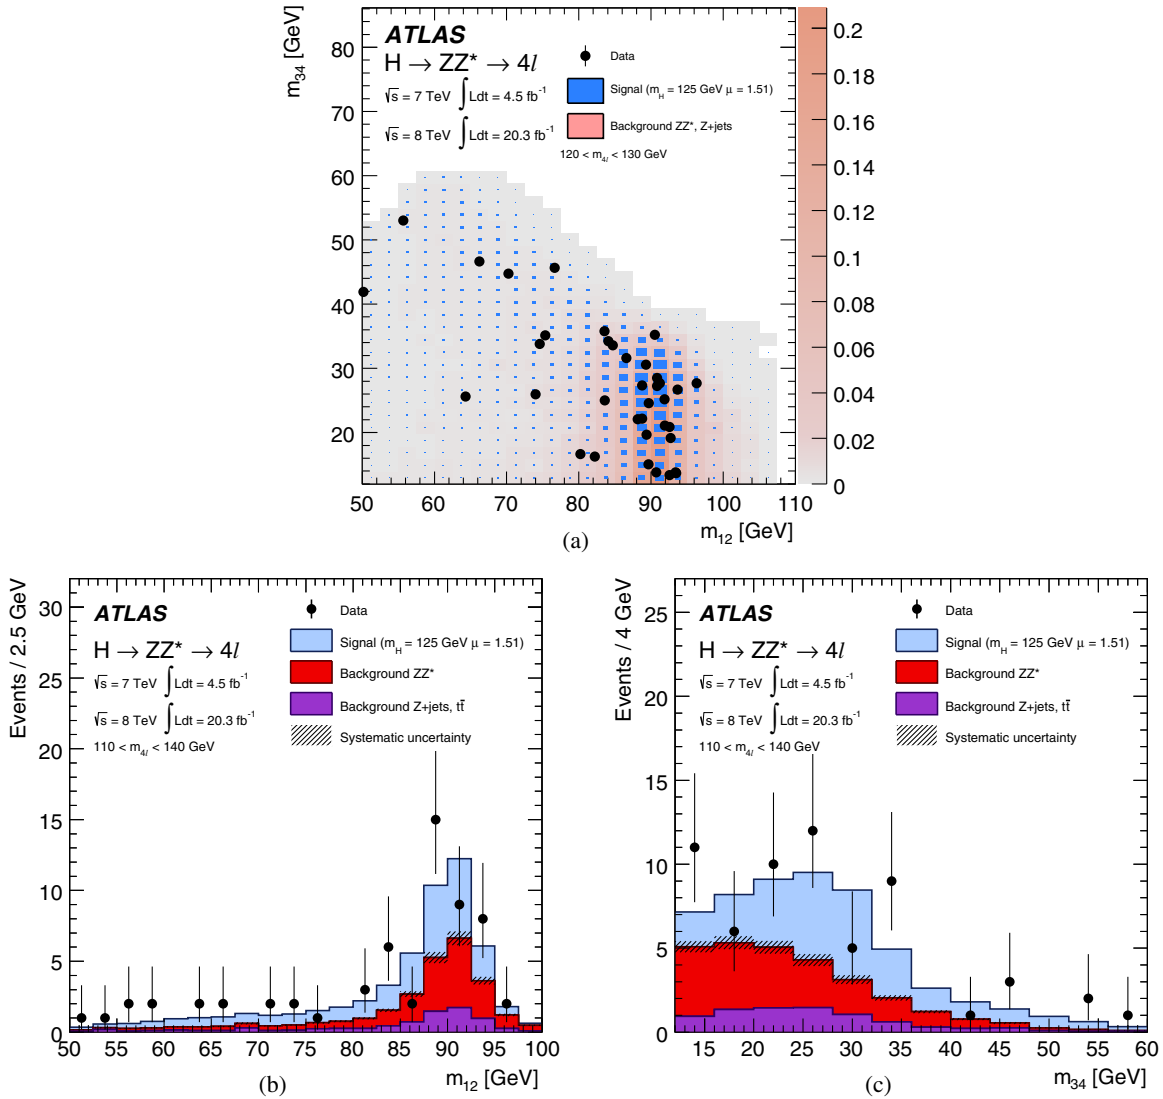 m34 [GeV]
80
70
60
50
40
30
20
ATLAS
H → ZZ* → 4l
√s = 7 TeV ∫Ldt = 4.5 fb-1
√s = 8 TeV ∫Ldt = 20.3 fb-1
Data
Signal (mH = 125 GeV μ = 1.51)
Background ZZ*, Z+jets
120 < m4l < 130 GeV
0.2
0.18
0.16
0.14
0.12
0.1
0.08
0.06
0.04
0.02
0
50 60 70 80 90 100 110
m12 [GeV]
(a)
Events / 2.5 GeV
30
25
20
15
10
5
0
ATLAS
H → ZZ* → 4l
√s = 7 TeV ∫Ldt = 4.5 fb-1
√s = 8 TeV ∫Ldt = 20.3 fb-1
110 < m4l < 140 GeV
Data
Signal (mH = 125 GeV μ = 1.51)
Background ZZ*
Background Z+jets, tt̄
Systematic uncertainty
50 55 60 65 70 75 80 85 90 95 100
m12 [GeV]
(b)
Events / 4 GeV
25
20
15
10
5
0
ATLAS
H → ZZ* → 4l
√s = 7 TeV ∫Ldt = 4.5 fb-1
√s = 8 TeV ∫Ldt = 20.3 fb-1
110 < m4l < 140 GeV
Data
Signal (mH = 125 GeV μ = 1.51)
Background ZZ*
Background Z+jets, tt̄
Systematic uncertainty
15 20 25 30 35 40 45 50 55 60
m34 [GeV]
(c)